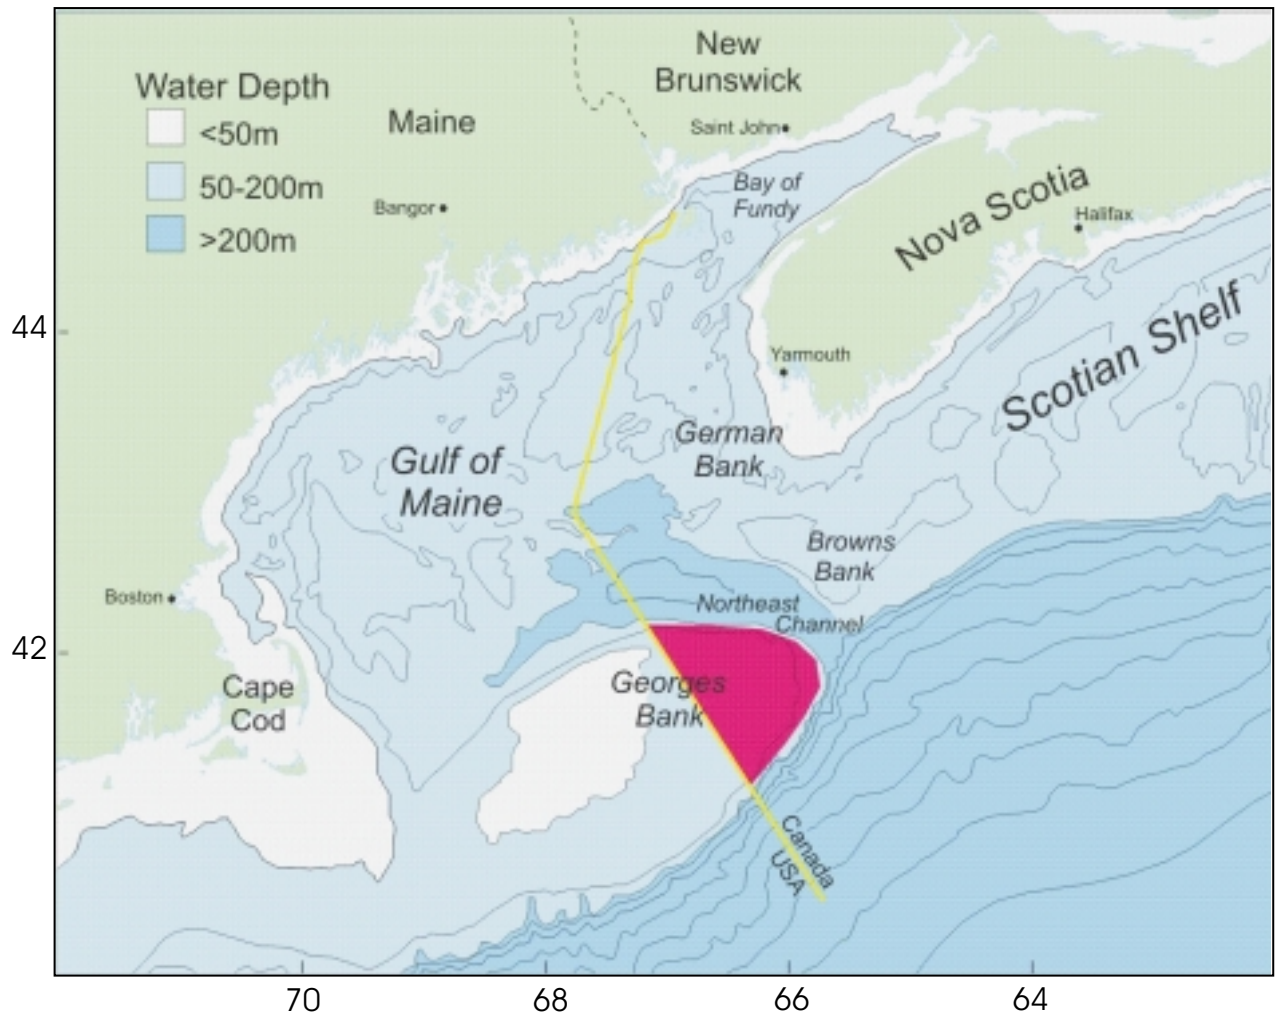 New
Brunswick
Water Depth
<50m
50-200m
>200m
Maine
Saint John
Bangor
Bay of
Fundy
Nova Scotia
Halifax
44
Yarmouth
Scotian Shelf
German
Bank
Gulf of
Maine
Browns
Bank
Boston
Northeast
Channel
42
Cape
Cod
Georges
Bank
Canada
USA
70
68
66
64